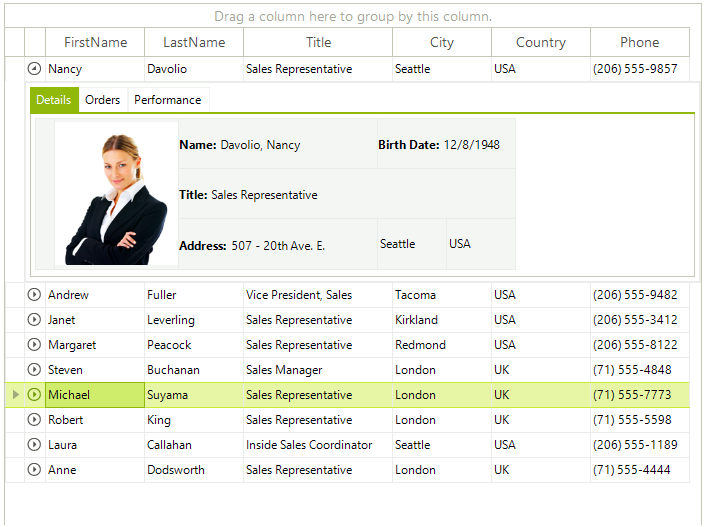 Drag a column here to group by this column.
FirstName LastName Title City Country Phone
Nancy Davolio Sales Representative Seattle USA (206) 555-9857
Details Orders Performance
Name: Davolio, Nancy Birth Date: 12/8/1948
Title: Sales Representative
Address: 507 - 20th Ave. E. Seattle USA
Andrew Fuller Vice President, Sales Tacoma USA (206) 555-9482
Janet Leverling Sales Representative Kirkland USA (206) 555-3412
Margaret Peacock Sales Representative Redmond USA (206) 555-8122
Steven Buchanan Sales Manager London UK (71) 555-4848
Michael Suyama Sales Representative London UK (71) 555-7773
Robert King Sales Representative London UK (71) 555-5598
Laura Callahan Inside Sales Coordinator Seattle USA (206) 555-1189
Anne Dodsworth Sales Representative London UK (71) 555-4444